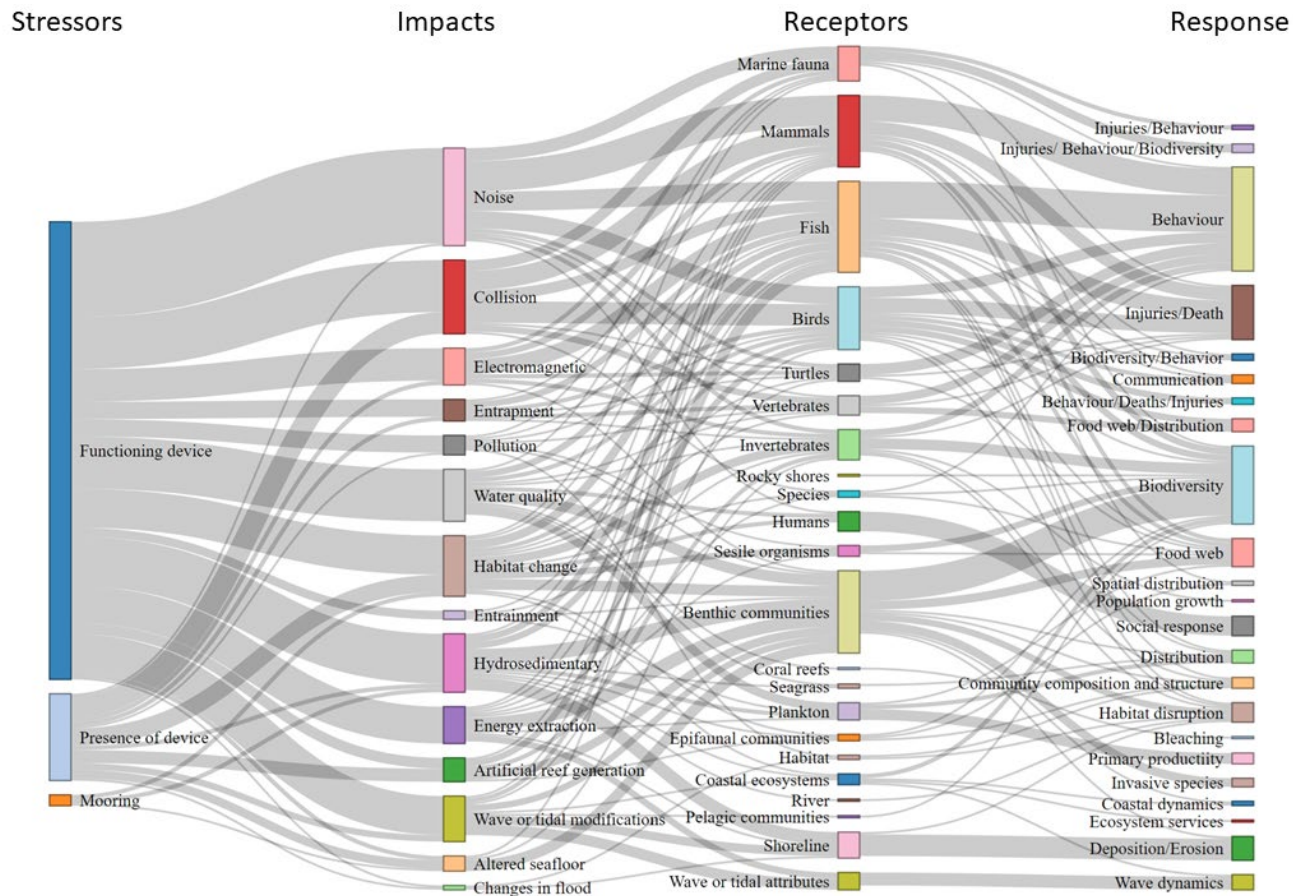 Stressors
Impacts
Receptors
Response
Functioning device
Presence of device
Mooring
Noise
Collision
Electromagnetic
Entrapment
Pollution
Water quality
Habitat change
Entrainment
Hydrosedimentary
Energy extraction
Artificial reef generation
Wave or tidal modifications
Altered seafloor
Changes in flood
Marine fauna
Mammals
Fish
Birds
Turtles
Vertebrates
Invertebrates
Rocky shores
Species
Humans
Sesile organisms
Benthic communities
Coral reefs
Seagrass
Plankton
Epifaunal communities
Habitat
Coastal ecosystems
River
Pelagic communities
Shoreline
Wave or tidal attributes
Injuries/Behaviour
Injuries/ Behaviour/Biodiversity
Behaviour
Injuries/Death
Biodiversity/Behavior
Communication
Behaviour/Deaths/Injuries
Food web/Distribution
Biodiversity
Food web
Spatial distribution
Population growth
Social response
Distribution
Community composition and structure
Habitat disruption
Bleaching
Primary productiity
Invasive species
Coastal dynamics
Ecosystem services
Deposition/Erosion
Wave dynamics